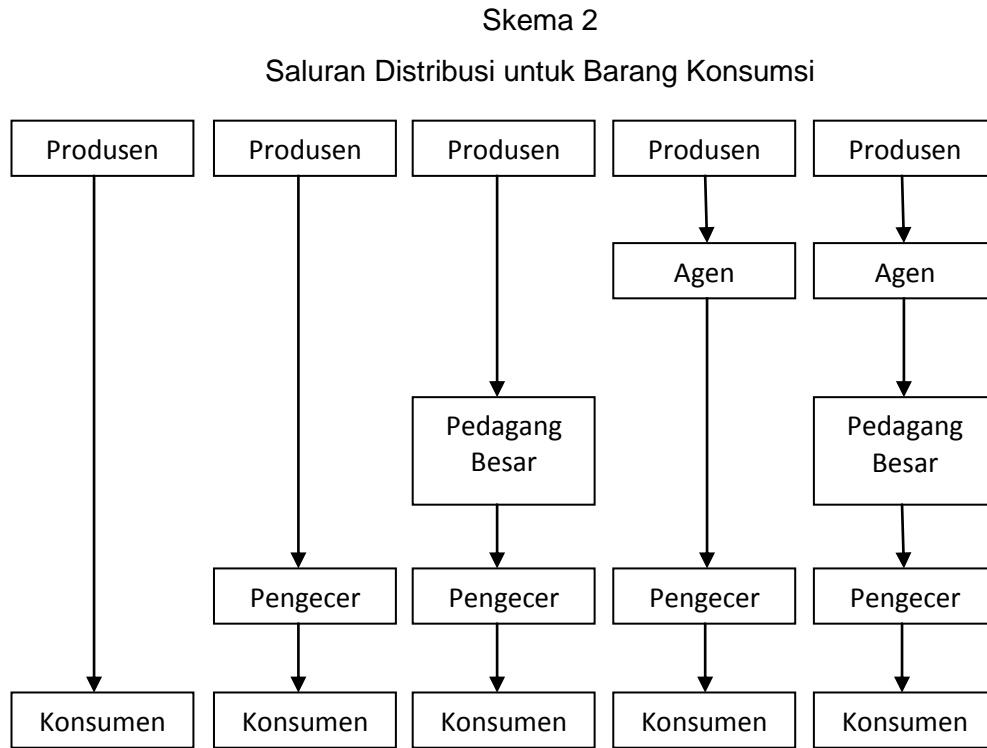 Skema 2
Saluran Distribusi untuk Barang Konsumsi
Produsen
Produsen
Produsen
Produsen
Produsen
Agen
Agen
Pedagang
Besar
Pedagang
Besar
Pengecer
Pengecer
Pengecer
Pengecer
Konsumen
Konsumen
Konsumen
Konsumen
Konsumen